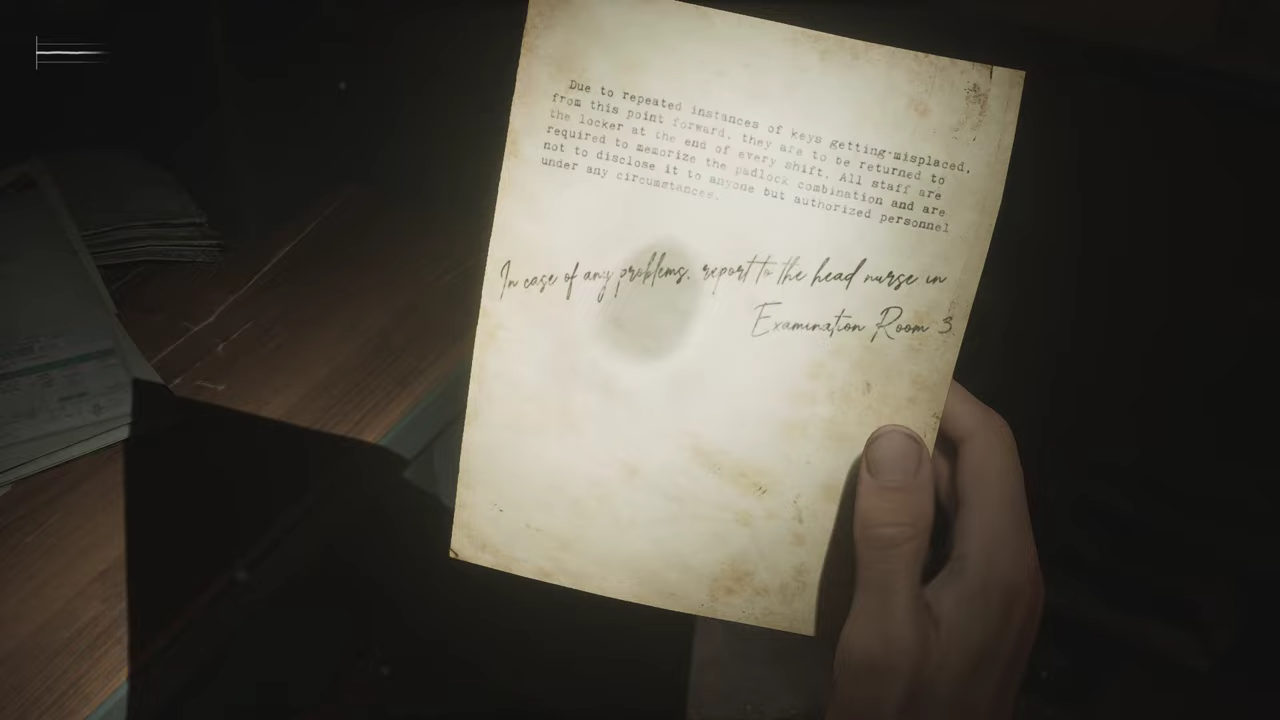 Due to repeated instances of keys getting misplaced,
from this point forward, they are to be returned to
the locker at the end of every shift. All staff are
required to memorize the padlock combination and are
not to disclose it to anyone but authorized personnel
under any circumstances.
In case of any problems, report to the head nurse in
Examination Room 3